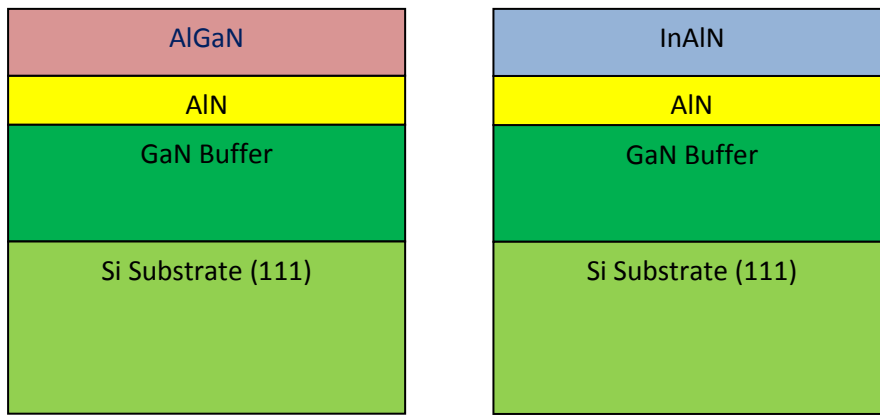 AlGaN
AlN
GaN Buffer
Si Substrate (111)
InAlN
AlN
GaN Buffer
Si Substrate (111)